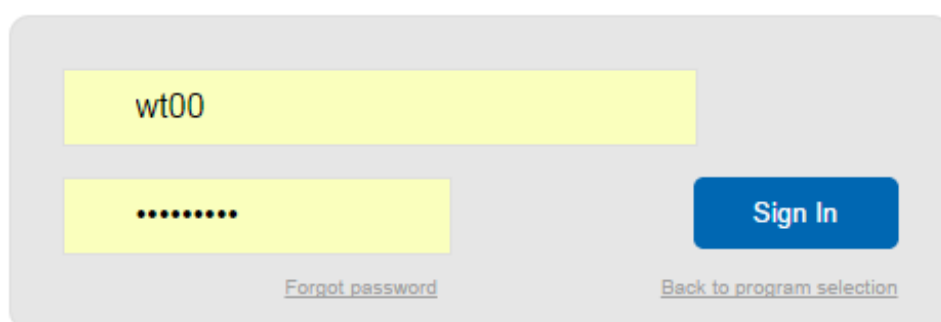 wt00
•••••••••
Sign In
Forgot password
Back to program selection